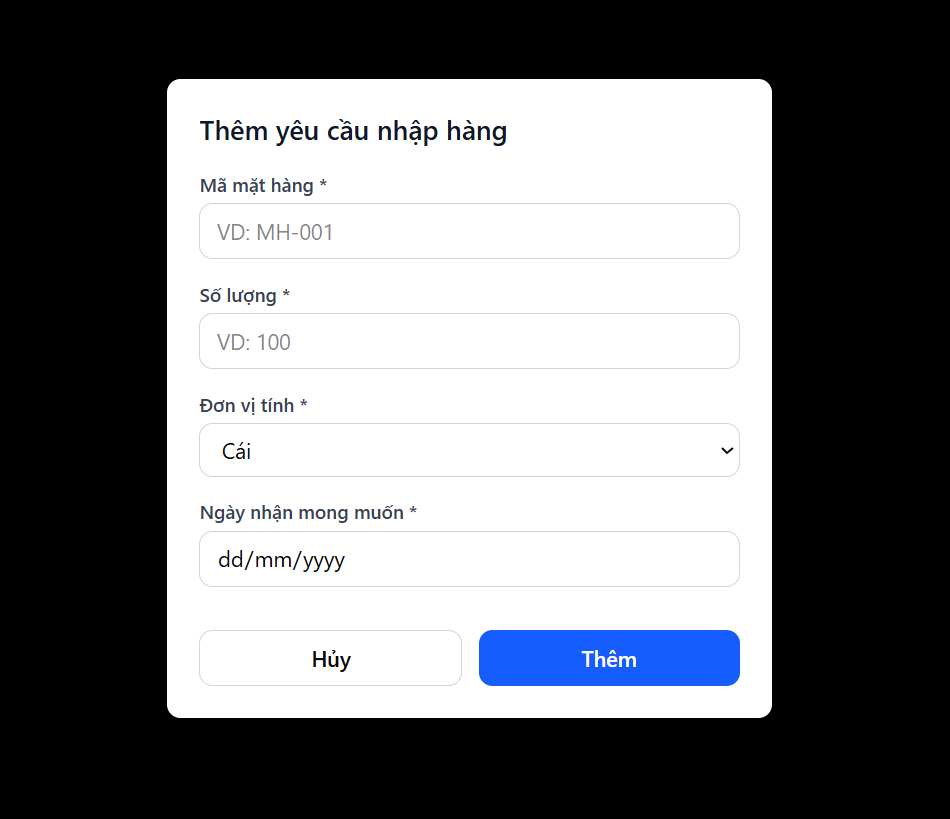 Thêm yêu cầu nhập hàng
Mã mặt hàng *
VD: MH-001
Số lượng *
VD: 100
Đơn vị tính *
Cái
Ngày nhận mong muốn *
dd/mm/yyyy
Hủy
Thêm